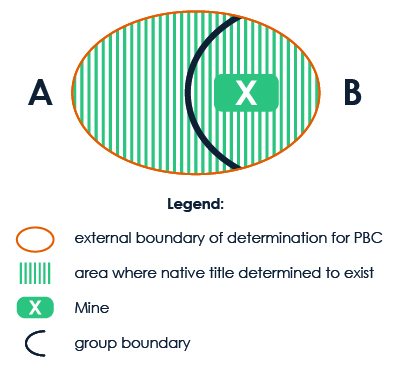 A
X
B
Legend:
external boundary of determination for PBC
area where native title determined to exist
X
Mine
group boundary